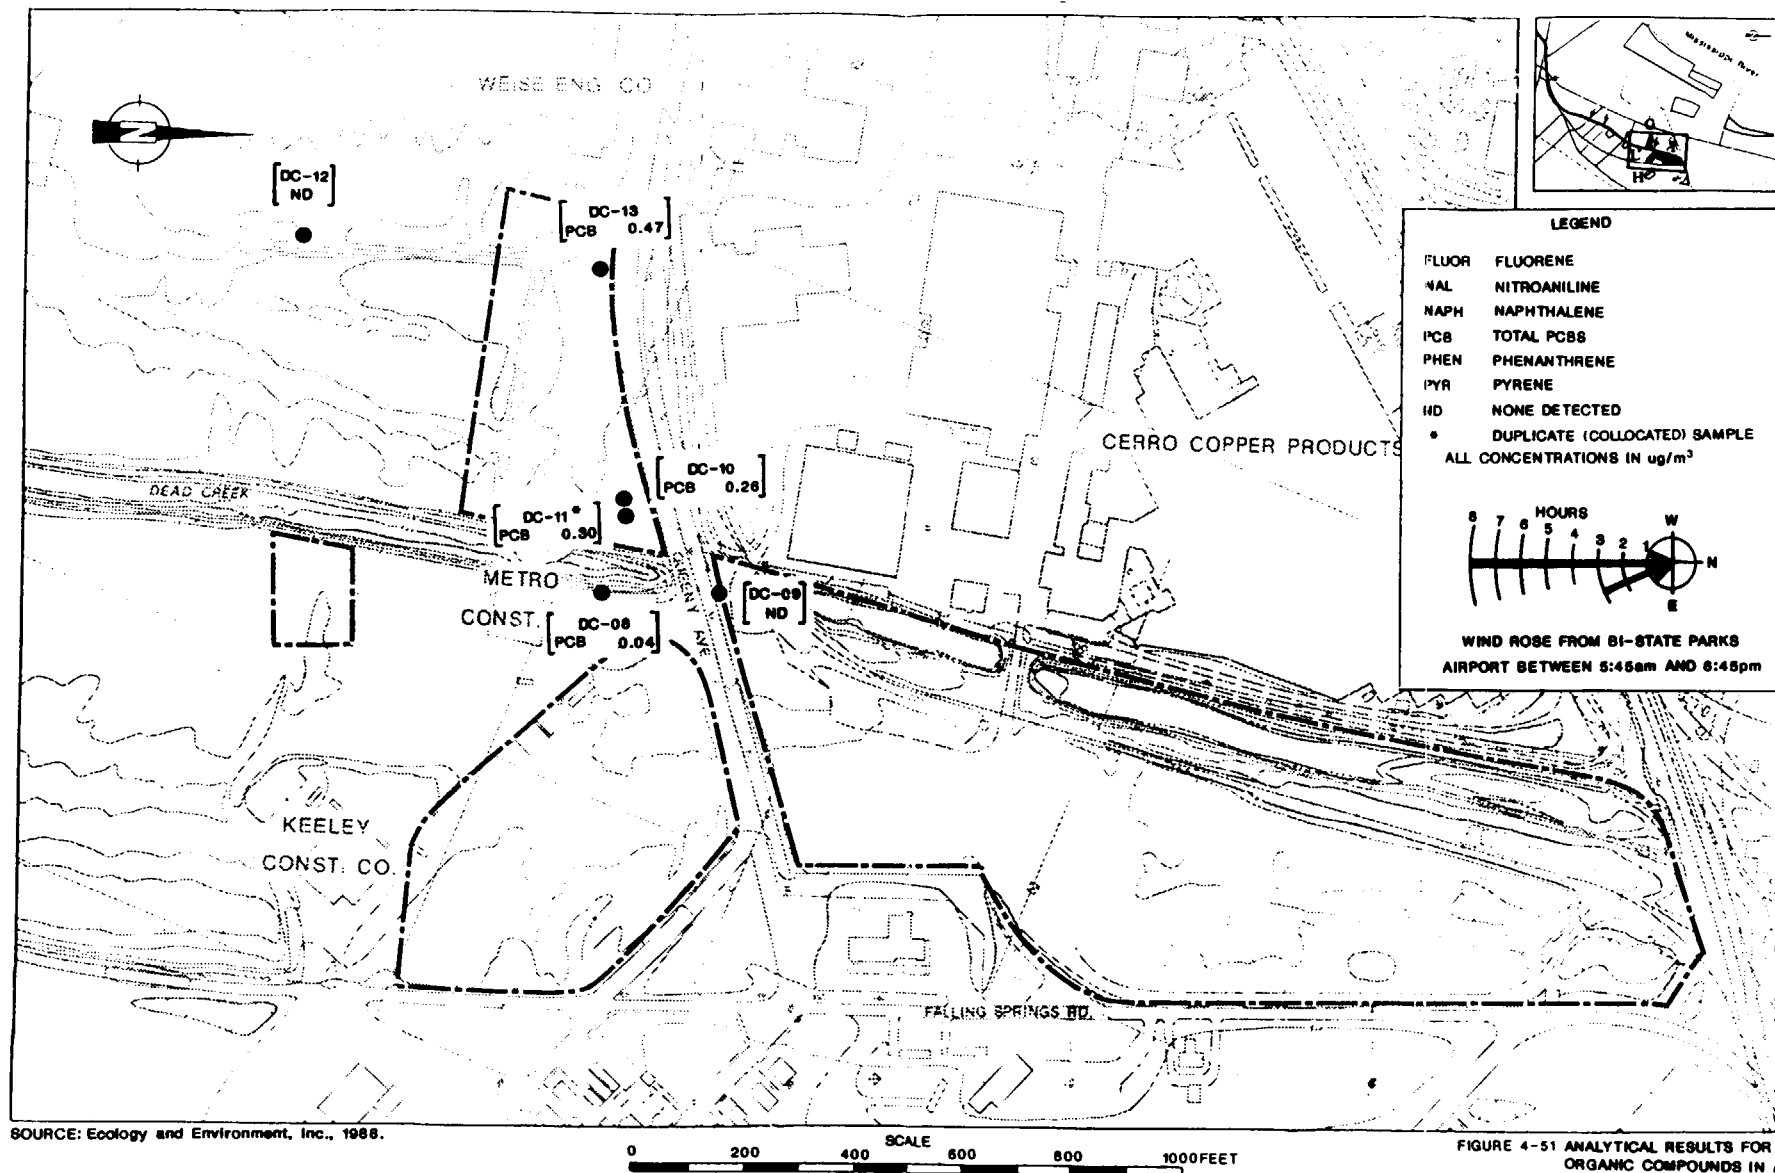 WEISE ENG CO
N
[DC-12
ND]
[DC-13
PCB 0.47]
Mississippi River
H
LEGEND
FLUOR FLUORENE
NAL NITROANILINE
NAPH NAPHTHALENE
PCB TOTAL PCBS
PHEN PHENANTHRENE
PYR PYRENE
ND NONE DETECTED
* DUPLICATE (COLLOCATED) SAMPLE
ALL CONCENTRATIONS IN ug/m³
HOURS
8 7 6 5 4 3 2 1
W
N
E
WIND ROSE FROM BI-STATE PARKS
AIRPORT BETWEEN 5:45am AND 6:45pm
CERRO COPPER PRODUCTS
DEAD CREEK
[DC-10
PCB 0.26]
[DC-11*
PCB 0.30]
METRO
CONST.
[DC-09
ND]
[DC-08
PCB 0.04]
AVE
KEELEY
CONST. CO.
FALLING SPRINGS RD.
SOURCE: Ecology and Environment, Inc., 1988.
SCALE
0 200 400 600 800 1000 FEET
FIGURE 4-51 ANALYTICAL RESULTS FOR
ORGANIC COMPOUNDS IN